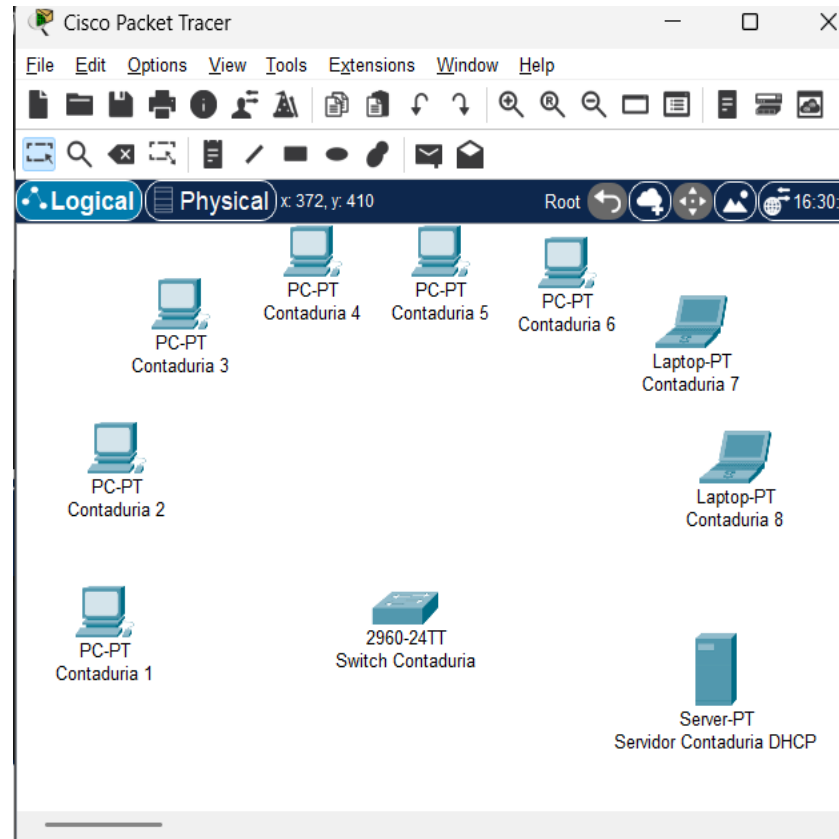 Cisco Packet Tracer
File Edit Options View Tools Extensions Window Help
Logical Physical x: 372, y: 410 Root 16:30:
PC-PT
Contaduria 4
PC-PT
Contaduria 5
PC-PT
Contaduria 6
PC-PT
Contaduria 3
Laptop-PT
Contaduria 7
PC-PT
Contaduria 2
Laptop-PT
Contaduria 8
PC-PT
Contaduria 1
2960-24TT
Switch Contaduria
Server-PT
Servidor Contaduria DHCP